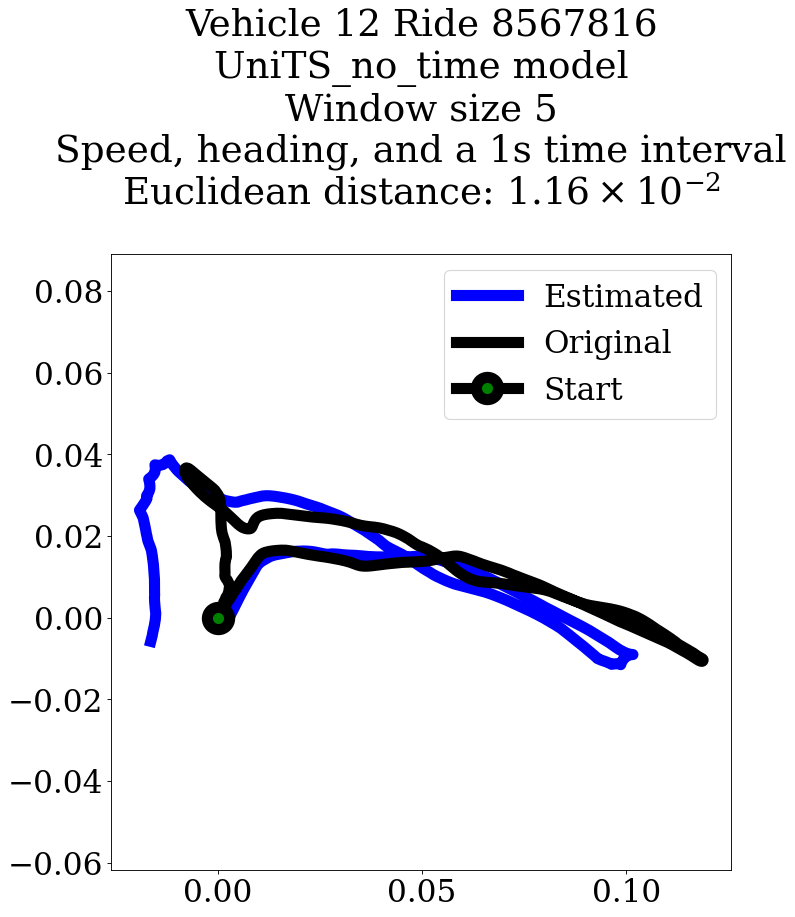 Vehicle 12 Ride 8567816
UniTS_no_time model
Window size 5
Speed, heading, and a 1s time interval
Euclidean distance: 1.16 × 10⁻²
Estimated
Original
Start
0.08
0.06
0.04
0.02
0.00
−0.02
−0.04
−0.06
0.00 0.05 0.10